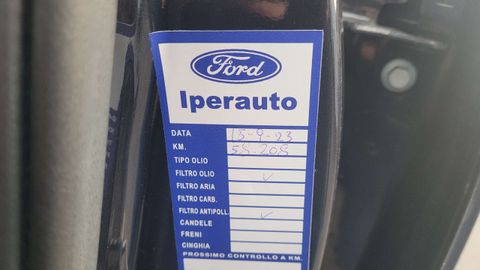 Ford
Iperauto
DATA 15-9-23
KM. 58.208
TIPO OLIO
FILTRO OLIO ✓
FILTRO ARIA
FILTRO CARB.
FILTRO ANTIPOLL. ✓
CANDELE
FRENI
CINGHIA
PROSSIMO CONTROLLO A KM.